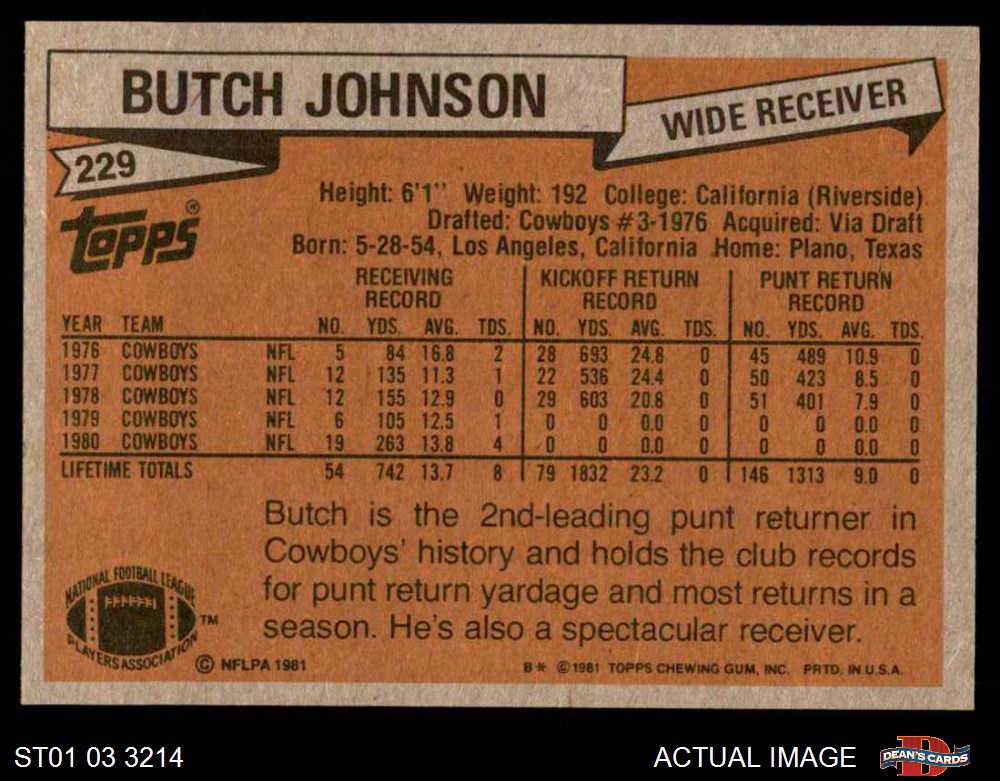 BUTCH JOHNSON
WIDE RECEIVER
229
Topps®
Height: 6'1'' Weight: 192 College: California (Riverside)
Drafted: Cowboys #3-1976 Acquired: Via Draft
Born: 5-28-54, Los Angeles, California Home: Plano, Texas
RECEIVING RECORD KICKOFF RETURN RECORD PUNT RETURN RECORD
YEAR TEAM NO. YDS. AVG. TDS. NO. YDS. AVG. TDS. NO. YDS. AVG. TDS.
1976 COWBOYS NFL 5 84 16.8 2 28 693 24.8 0 45 489 10.9 0
1977 COWBOYS NFL 12 135 11.3 1 22 536 24.4 0 50 423 8.5 0
1978 COWBOYS NFL 12 155 12.9 0 29 603 20.8 0 51 401 7.9 0
1979 COWBOYS NFL 6 105 12.5 1 0 0 0.0 0 0 0 0.0 0
1980 COWBOYS NFL 19 263 13.8 4 0 0 0.0 0 0 0 0.0 0
LIFETIME TOTALS 54 742 13.7 8 79 1832 23.2 0 146 1313 9.0 0
Butch is the 2nd-leading punt returner in
Cowboys' history and holds the club records
for punt return yardage and most returns in a
season. He's also a spectacular receiver.
NATIONAL FOOTBALL LEAGUE
PLAYERS ASSOCIATION
TM
© NFLPA 1981
B* ©1981 TOPPS CHEWING GUM, INC. PRTD. IN U.S.A.
ST01 03 3214
ACTUAL IMAGE
DEAN'S CARDS